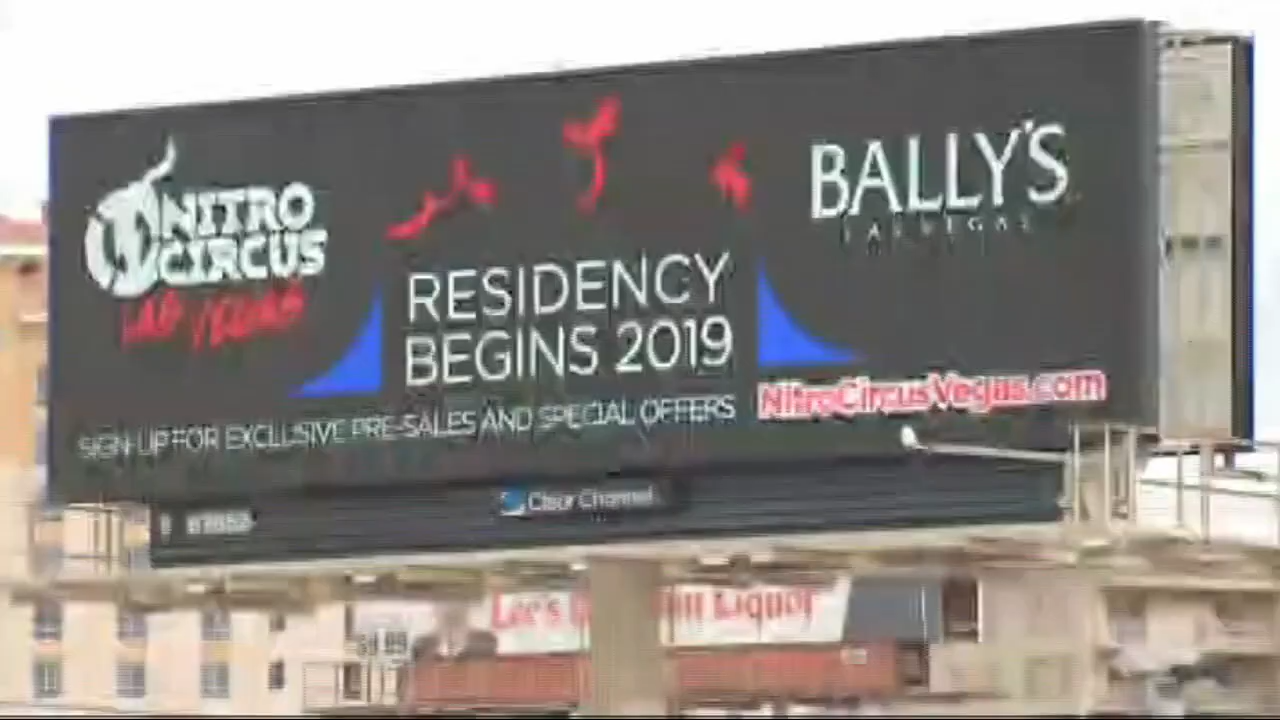 NITRO
CIRCUS
LAS VEGAS
BALLY'S
LAS VEGAS
RESIDENCY
BEGINS 2019
SIGN-UP FOR EXCLUSIVE PRE-SALES AND SPECIAL OFFERS
NitroCircusVegas.com
Clear Channel
Lee's Liquor